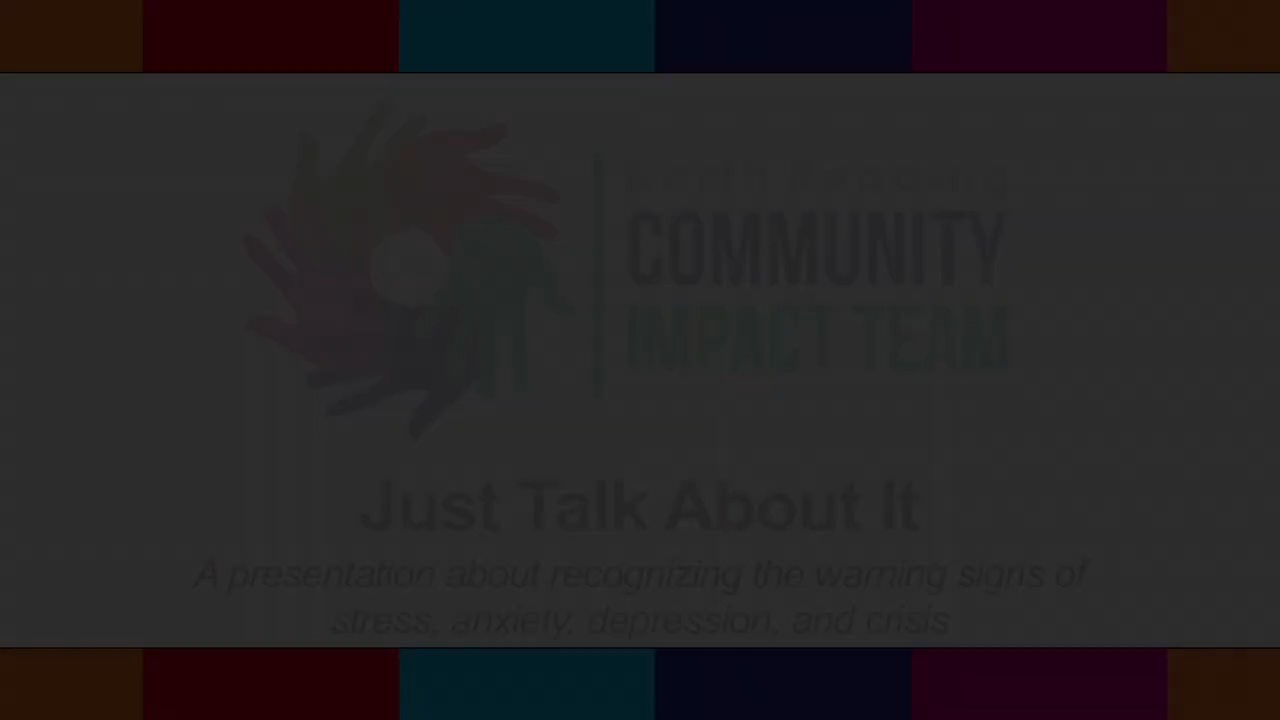 COMMUNITY
IMPACT TEAM
Just Talk About It
A presentation about recognizing the warning signs of
stress, anxiety, depression, and crisis